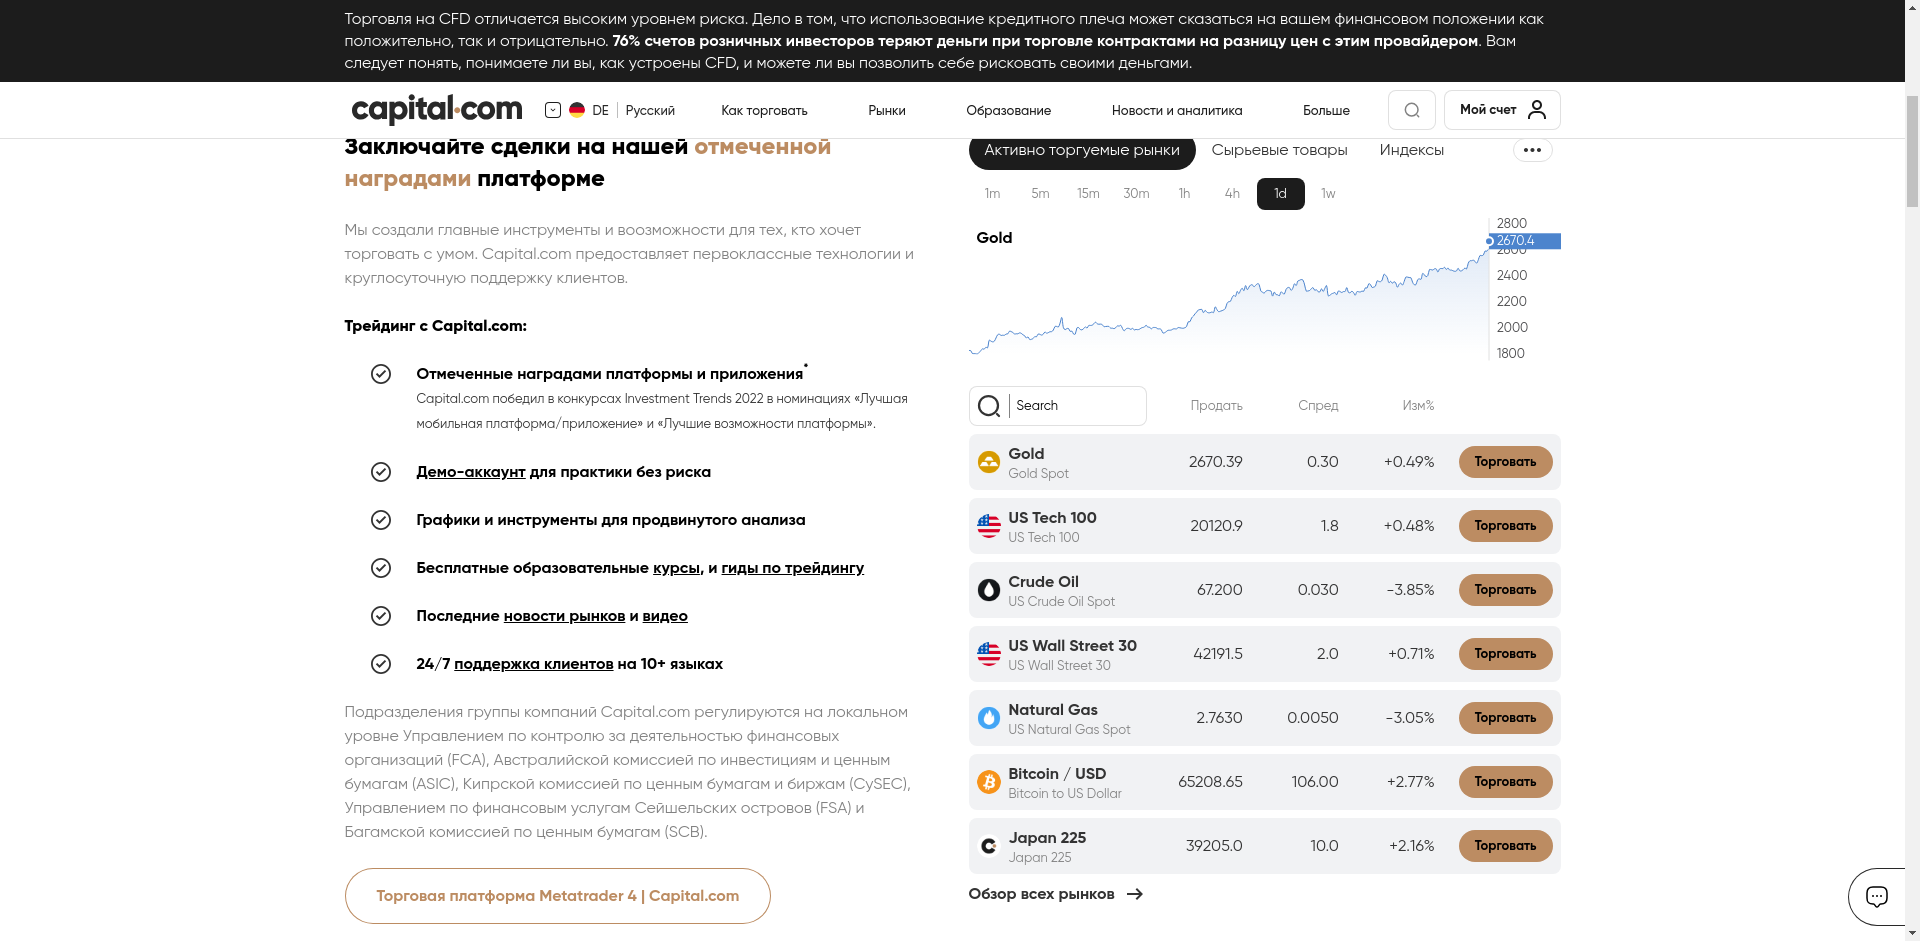 Торговля на CFD отличается высоким уровнем риска. Дело в том, что использование кредитного плеча может сказаться на вашем финансовом положении как
положительно, так и отрицательно. 76% счетов розничных инвесторов теряют деньги при торговле контрактами на разницу цен с этим провайдером. Вам
следует понять, понимаете ли вы, как устроены CFD, и можете ли вы позволить себе рисковать своими деньгами.
capital.com DE Русский Как торговать Рынки Образование Новости и аналитика Больше Мой счет
Заключайте сделки на нашей отмеченной
наградами платформе
Мы создали главные инструменты и воозможности для тех, кто хочет
торговать с умом. Capital.com предоставляет первоклассные технологии и
круглосуточную поддержку клиентов.
Трейдинг с Capital.com:
Отмеченные наградами платформы и приложения*
Capital.com победил в конкурсах Investment Trends 2022 в номинациях «Лучшая
мобильная платформа/приложение» и «Лучшие возможности платформы».
Демо-аккаунт для практики без риска
Графики и инструменты для продвинутого анализа
Бесплатные образовательные курсы, и гиды по трейдингу
Последние новости рынков и видео
24/7 поддержка клиентов на 10+ языках
Подразделения группы компаний Capital.com регулируются на локальном
уровне Управлением по контролю за деятельностью финансовых
организаций (FCA), Австралийской комиссией по инвестициям и ценным
бумагам (ASIC), Кипрской комиссией по ценным бумагам и биржам (CySEC),
Управлением по финансовым услугам Сейшельских островов (FSA) и
Багамской комиссией по ценным бумагам (SCB).
Торговая платформа Metatrader 4 | Capital.com
Активно торгуемые рынки Сырьевые товары Индексы
1m 5m 15m 30m 1h 4h 1d 1w
Gold
2800
2670.4
2600
2400
2200
2000
1800
Search Продать Спред Изм%
Gold
Gold Spot
2670.39 0.30 +0.49% Торговать
US Tech 100
US Tech 100
20120.9 1.8 +0.48% Торговать
Crude Oil
US Crude Oil Spot
67.200 0.030 -3.85% Торговать
US Wall Street 30
US Wall Street 30
42191.5 2.0 +0.71% Торговать
Natural Gas
US Natural Gas Spot
2.7630 0.0050 -3.05% Торговать
Bitcoin / USD
Bitcoin to US Dollar
65208.65 106.00 +2.77% Торговать
Japan 225
Japan 225
39205.0 10.0 +2.16% Торговать
Обзор всех рынков